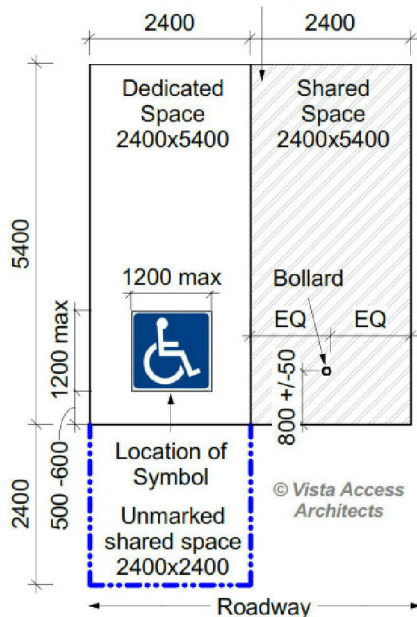 2400
2400
Dedicated
Space
2400x5400
Shared
Space
2400x5400
5400
1200 max
Bollard
EQ
EQ
1200 max
800 +/-50
500 -600
2400
Location of
Symbol
Unmarked
shared space
2400x2400
© Vista Access
Architects
Roadway